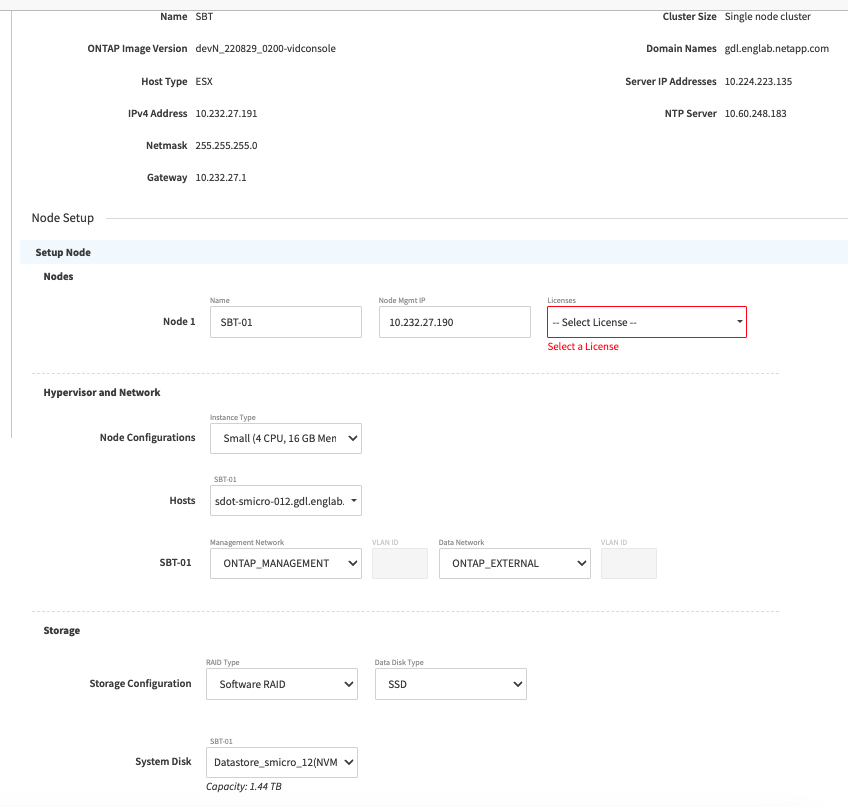 Name SBT Cluster Size Single node cluster
ONTAP Image Version devN_220829_0200-vidconsole Domain Names gdl.englab.netapp.com
Host Type ESX Server IP Addresses 10.224.223.135
IPv4 Address 10.232.27.191 NTP Server 10.60.248.183
Netmask 255.255.255.0
Gateway 10.232.27.1
Node Setup
Setup Node
Nodes
Name Node Mgmt IP Licenses
Node 1 SBT-01 10.232.27.190 -- Select License --
Select a License
Hypervisor and Network
Instance Type
Node Configurations Small (4 CPU, 16 GB Men
SBT-01
Hosts sdot-smicro-012.gdl.englab.
Management Network VLAN ID Data Network VLAN ID
SBT-01 ONTAP_MANAGEMENT ONTAP_EXTERNAL
Storage
RAID Type Data Disk Type
Storage Configuration Software RAID SSD
SBT-01
System Disk Datastore_smicro_12(NVM
Capacity: 1.44 TB